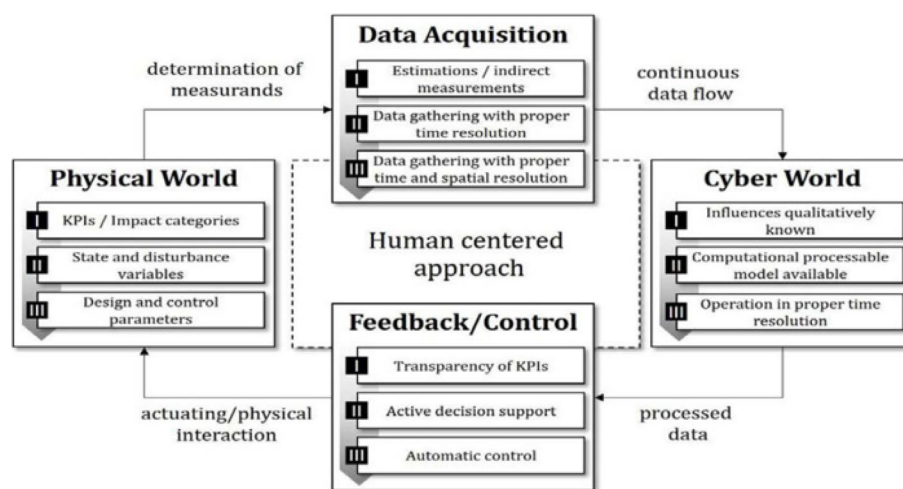 Data Acquisition
I
Estimations / indirect
measurements
II
Data gathering with proper
time resolution
III
Data gathering with proper
time and spatial resolution
determination of
measurands
continuous
data flow
Physical World
I
KPIs / Impact categories
II
State and disturbance
variables
III
Design and control
parameters
Human centered
approach
Cyber World
I
Influences qualitatively
known
II
Computational processable
model available
III
Operation in proper time
resolution
Feedback/Control
I
Transparency of KPIs
II
Active decision support
III
Automatic control
actuating/physical
interaction
processed
data